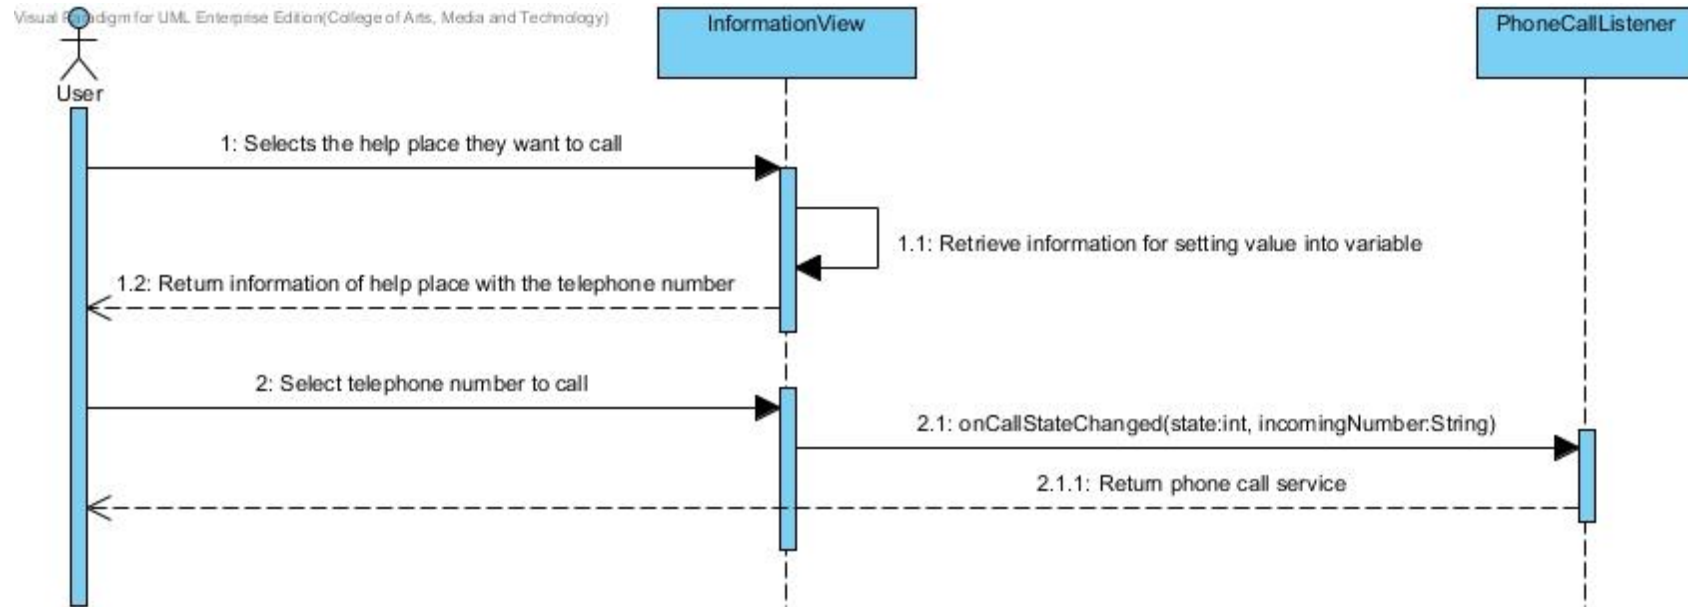 Visual Paradigm for UML Enterprise Edition(College of Arts, Media and Technology)
InformationView
PhoneCallListener
User
1: Selects the help place they want to call
1.1: Retrieve information for setting value into variable
1.2: Return information of help place with the telephone number
2: Select telephone number to call
2.1: onCallStateChanged(state:int, incomingNumber:String)
2.1.1: Return phone call service